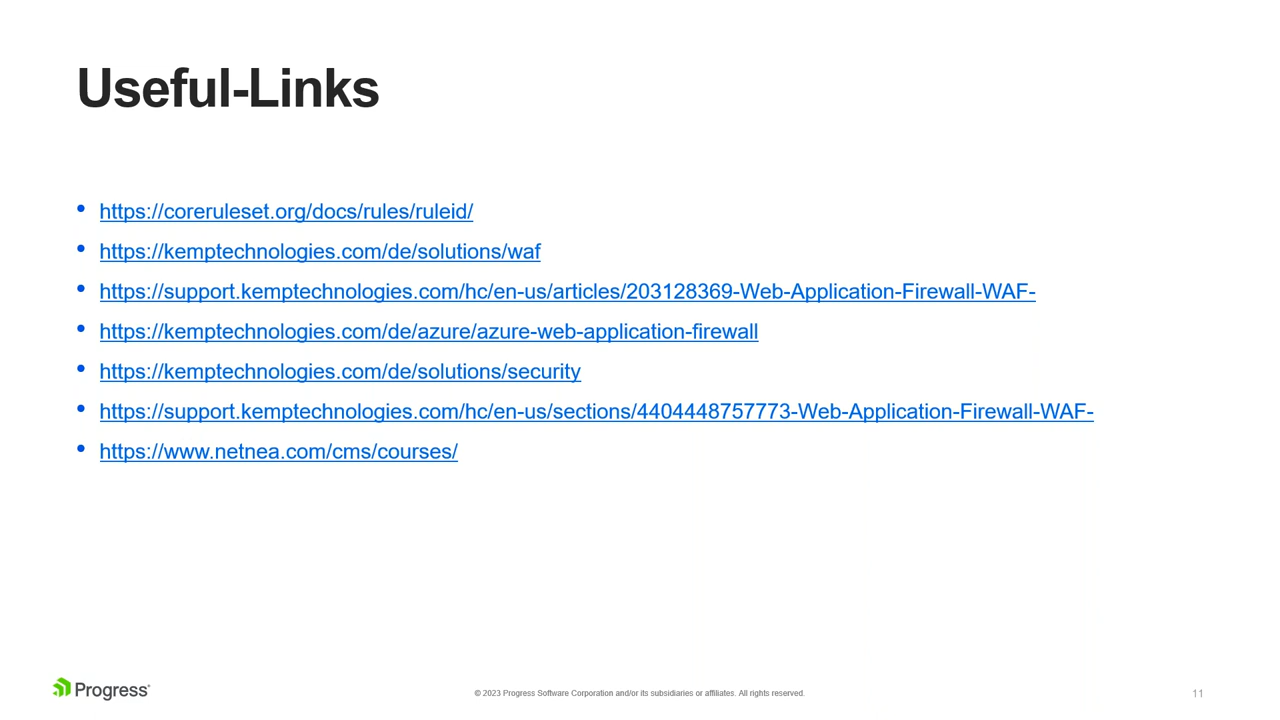 Useful-Links
• https://coreruleset.org/docs/rules/ruleid/
• https://kemptechnologies.com/de/solutions/waf
• https://support.kemptechnologies.com/hc/en-us/articles/203128369-Web-Application-Firewall-WAF-
• https://kemptechnologies.com/de/azure/azure-web-application-firewall
• https://kemptechnologies.com/de/solutions/security
• https://support.kemptechnologies.com/hc/en-us/sections/4404448757773-Web-Application-Firewall-WAF-
• https://www.netnea.com/cms/courses/
Progress
© 2023 Progress Software Corporation and/or its subsidiaries or affiliates. All rights reserved.
11